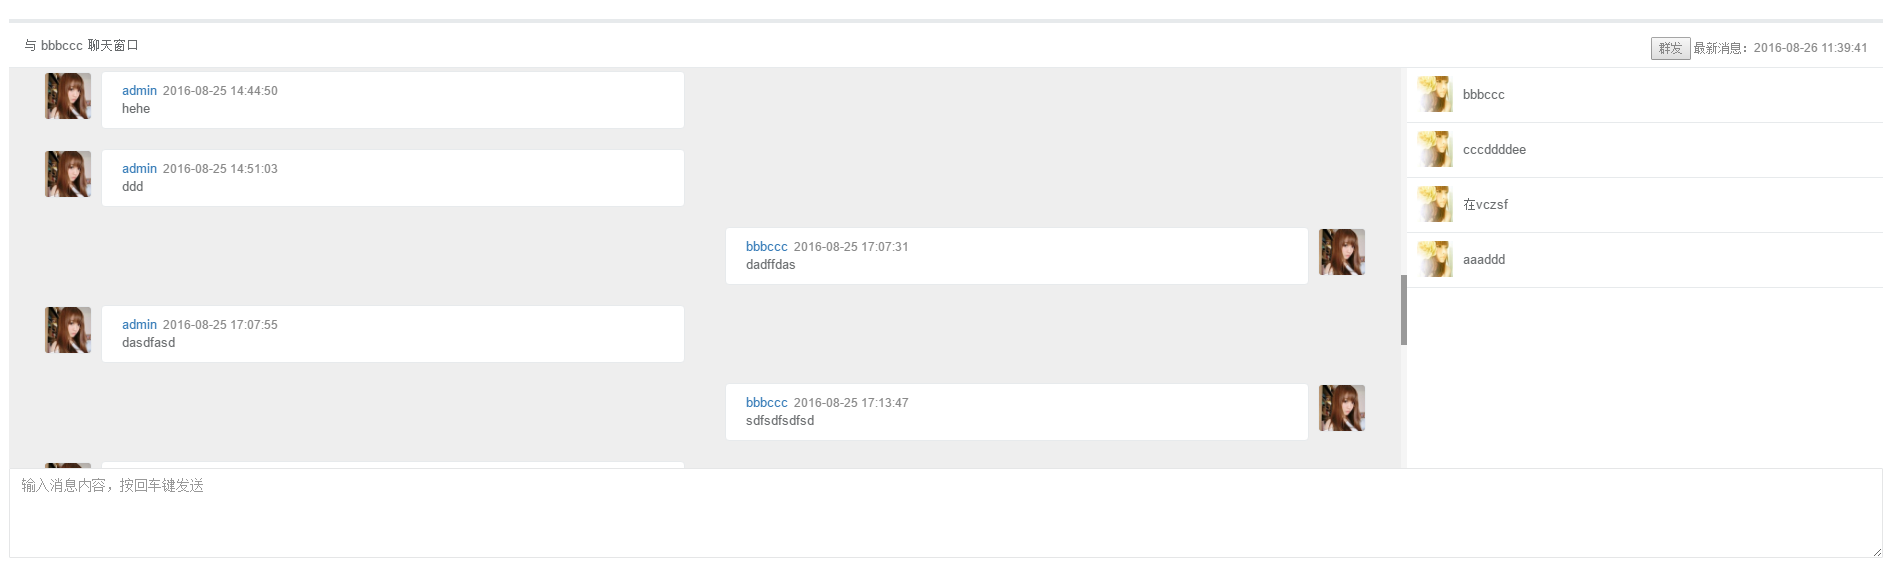 与 bbbccc 聊天窗口
群发 最新消息：2016-08-26 11:39:41
admin 2016-08-25 14:44:50
hehe
admin 2016-08-25 14:51:03
ddd
bbbccc 2016-08-25 17:07:31
dadffdas
admin 2016-08-25 17:07:55
dasdfasd
bbbccc 2016-08-25 17:13:47
sdfsdfsdfsd
bbbccc
cccddddee
在vczsf
aaaddd
输入消息内容，按回车键发送